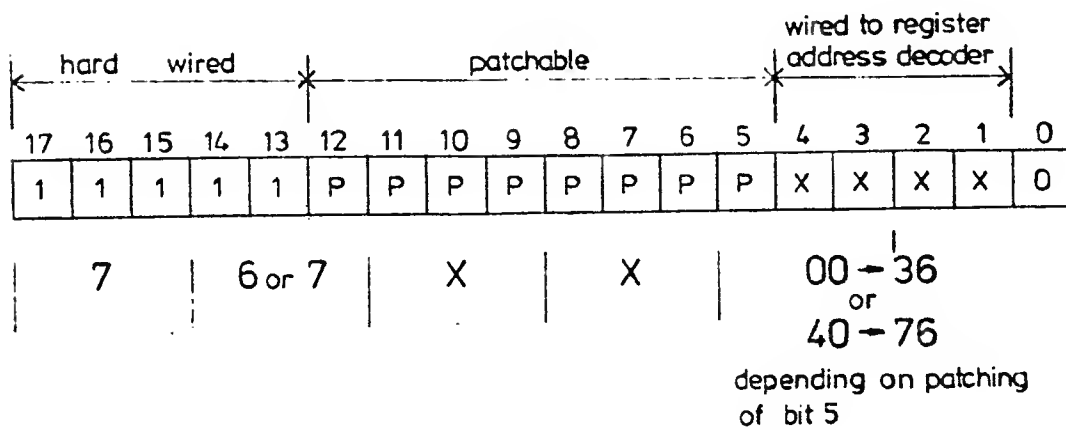 wired to register
hard wired patchable address decoder
17 16 15 14 13 12 11 10 9 8 7 6 5 4 3 2 1 0
1 1 1 1 1 P P P P P P P P X X X X 0
7 6 or 7 X X 00→36
or
40→76
depending on patching
of bit 5